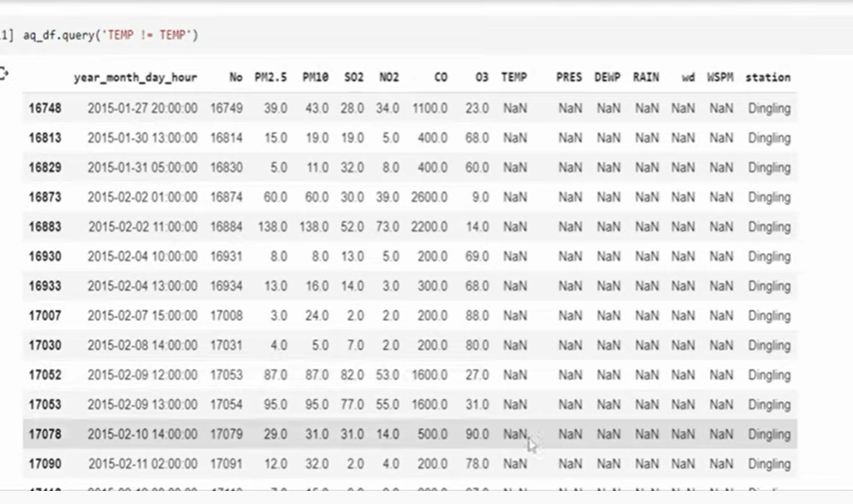 1] aq_df.query('TEMP != TEMP')
year_month_day_hour No PM2.5 PM10 SO2 NO2 CO O3 TEMP PRES DEWP RAIN wd WSPM station
16748 2015-01-27 20:00:00 16749 39.0 43.0 28.0 34.0 1100.0 23.0 NaN NaN NaN NaN NaN NaN Dingling
16813 2015-01-30 13:00:00 16814 15.0 19.0 19.0 5.0 400.0 68.0 NaN NaN NaN NaN NaN NaN Dingling
16829 2015-01-31 05:00:00 16830 5.0 11.0 32.0 8.0 400.0 60.0 NaN NaN NaN NaN NaN NaN Dingling
16873 2015-02-02 01:00:00 16874 60.0 60.0 30.0 39.0 2600.0 9.0 NaN NaN NaN NaN NaN NaN Dingling
16883 2015-02-02 11:00:00 16884 138.0 138.0 52.0 73.0 2200.0 14.0 NaN NaN NaN NaN NaN NaN Dingling
16930 2015-02-04 10:00:00 16931 8.0 8.0 13.0 5.0 200.0 69.0 NaN NaN NaN NaN NaN NaN Dingling
16933 2015-02-04 13:00:00 16934 13.0 16.0 14.0 3.0 300.0 68.0 NaN NaN NaN NaN NaN NaN Dingling
17007 2015-02-07 15:00:00 17008 3.0 24.0 2.0 2.0 200.0 88.0 NaN NaN NaN NaN NaN NaN Dingling
17030 2015-02-08 14:00:00 17031 4.0 5.0 7.0 2.0 200.0 80.0 NaN NaN NaN NaN NaN NaN Dingling
17052 2015-02-09 12:00:00 17053 87.0 87.0 82.0 53.0 1600.0 27.0 NaN NaN NaN NaN NaN NaN Dingling
17053 2015-02-09 13:00:00 17054 95.0 95.0 77.0 55.0 1600.0 31.0 NaN NaN NaN NaN NaN NaN Dingling
17078 2015-02-10 14:00:00 17079 29.0 31.0 31.0 14.0 500.0 90.0 NaN NaN NaN NaN NaN NaN Dingling
17090 2015-02-11 02:00:00 17091 12.0 32.0 2.0 4.0 200.0 78.0 NaN NaN NaN NaN NaN NaN Dingling